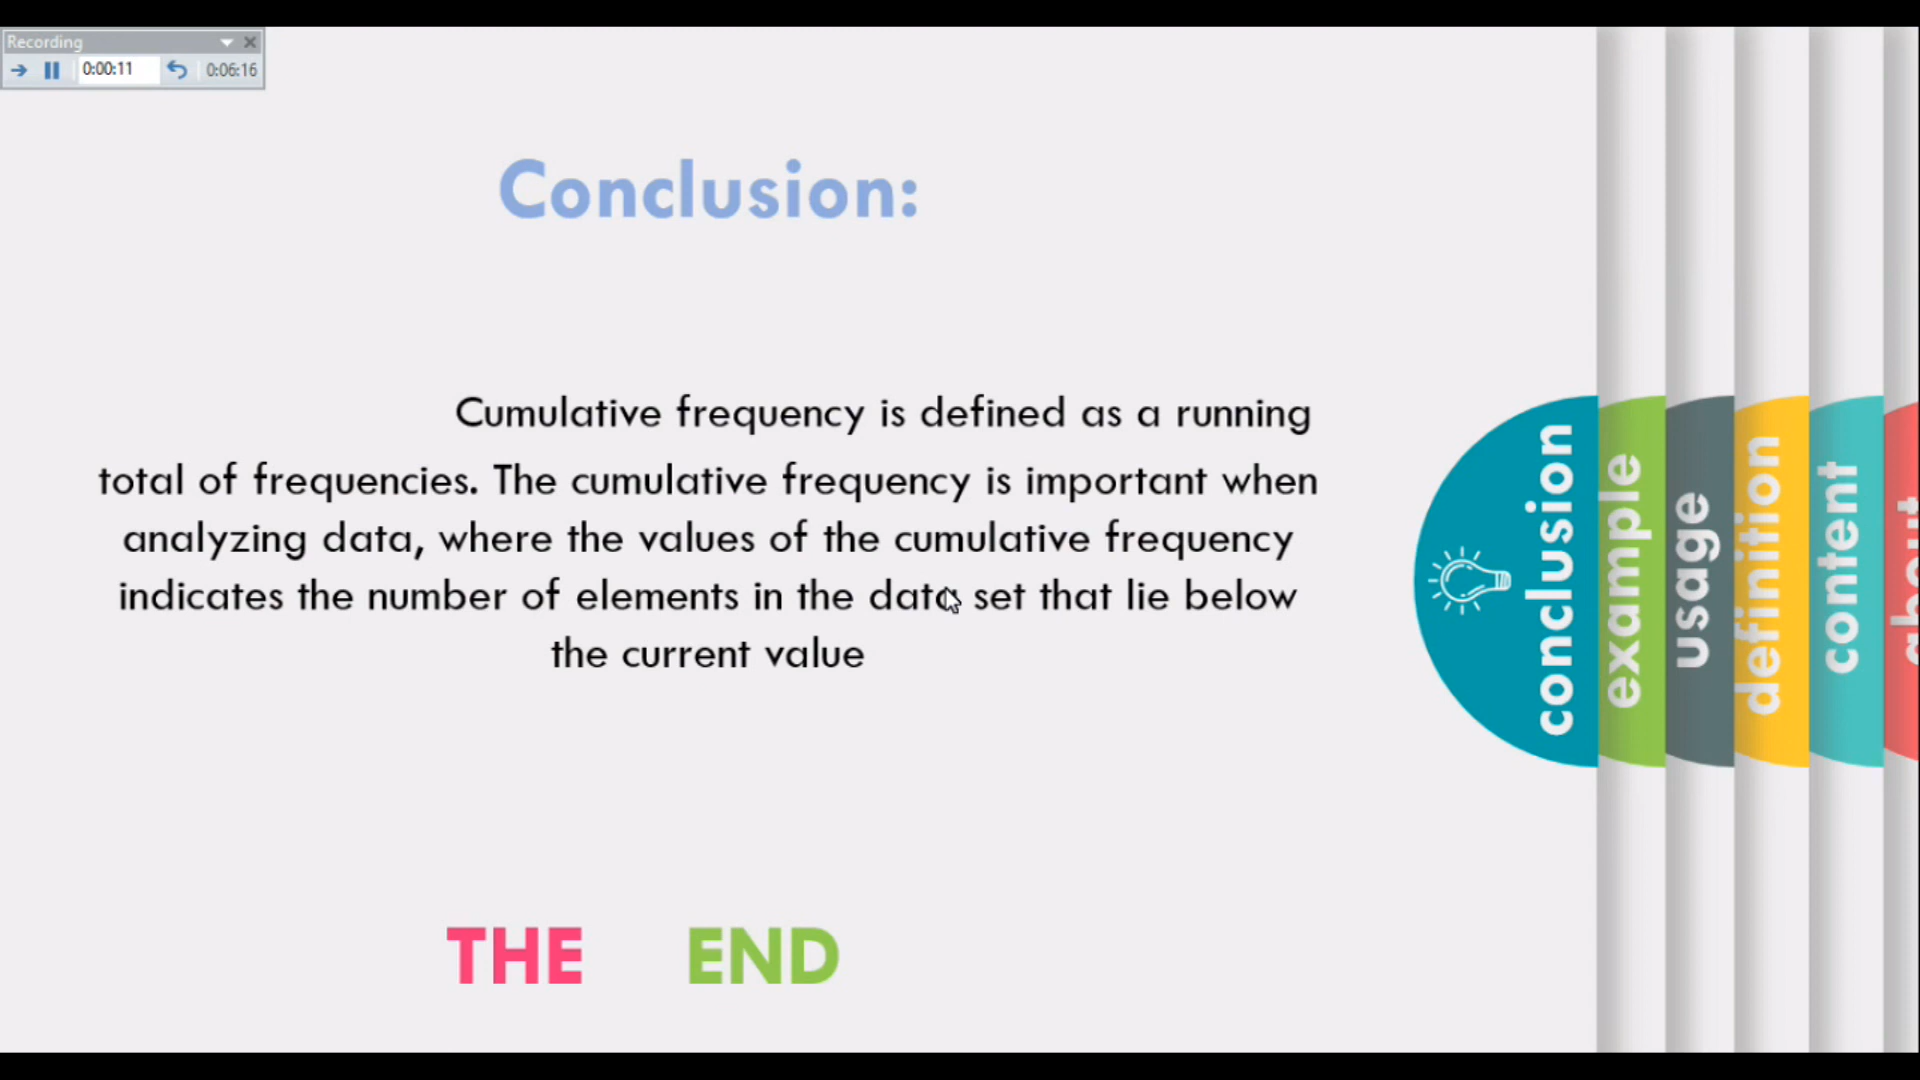 Recording
0:00:11 0:06:16
Conclusion:
Cumulative frequency is defined as a running
total of frequencies. The cumulative frequency is important when
analyzing data, where the values of the cumulative frequency
indicates the number of elements in the data set that lie below
the current value
THE END
conclusion
example
usage
definition
content
about